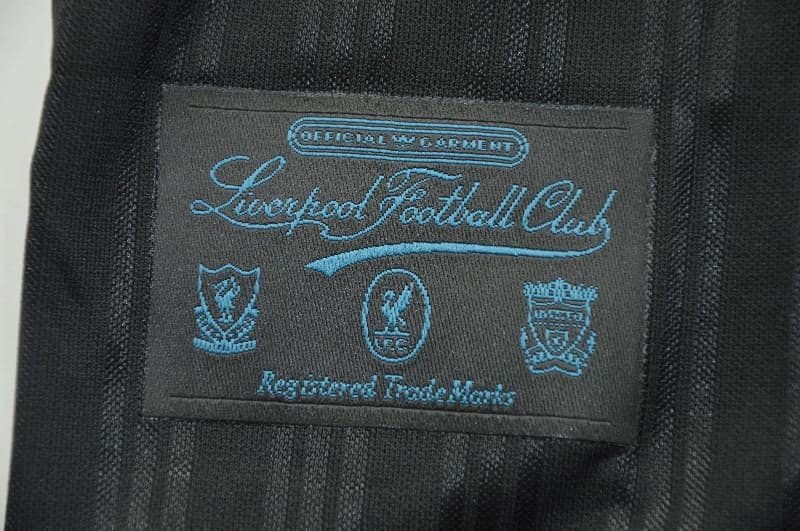 OFFICIAL GARMENT
Liverpool Football Club
L.F.C
Registered Trade Marks